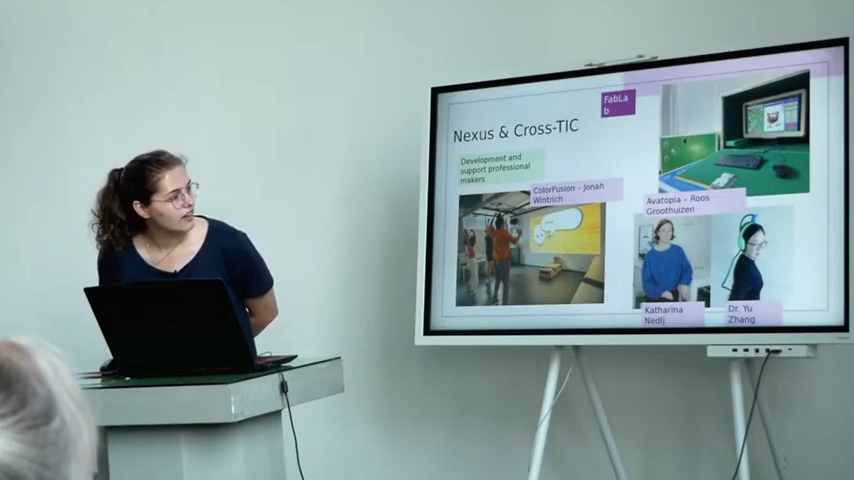 FabLa
b
Nexus & Cross-TIC
Development and
support professional
makers
ColorFusion – Jonah
Wintrich
Avatopia – Roos
Groothuizen
Katharina
Nedlj
Dr. Yu
Zhang